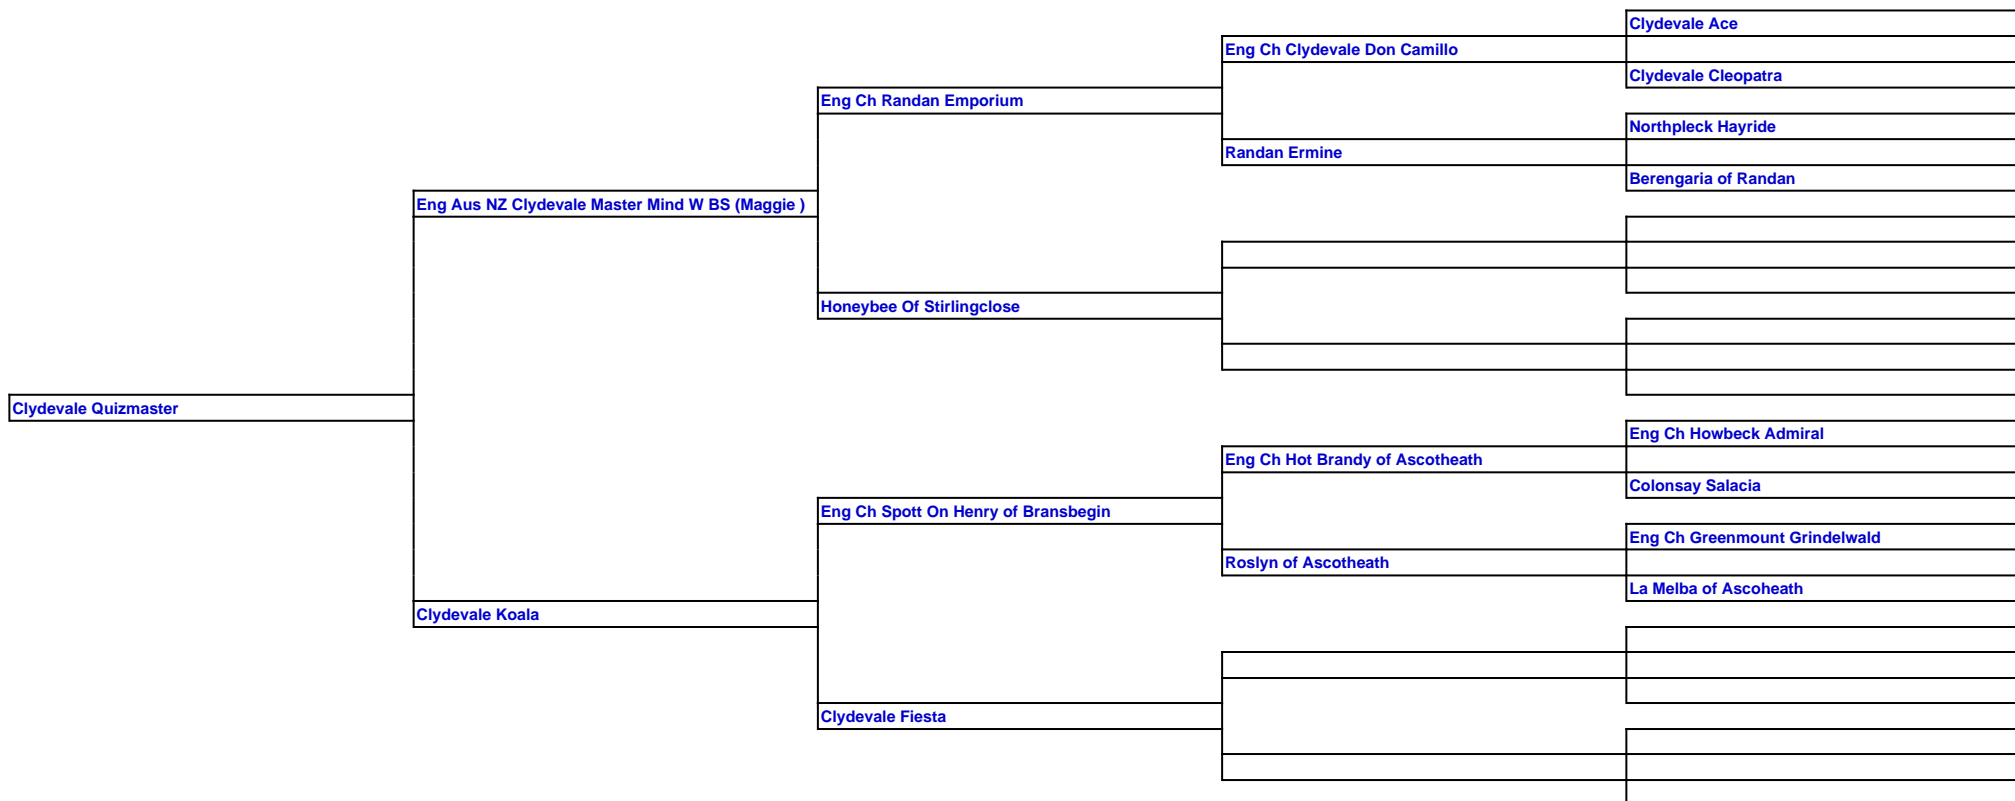 Clydevale Ace
Eng Ch Clydevale Don Camillo
Clydevale Cleopatra
Eng Ch Randan Emporium
Northpleck Hayride
Randan Ermine
Berengaria of Randan
Eng Aus NZ Clydevale Master Mind W BS (Maggie )
Honeybee Of Stirlingclose
Clydevale Quizmaster
Eng Ch Howbeck Admiral
Eng Ch Hot Brandy of Ascotheath
Colonsay Salacia
Eng Ch Spott On Henry of Bransbegin
Eng Ch Greenmount Grindelwald
Roslyn of Ascotheath
La Melba of Ascoheath
Clydevale Koala
Clydevale Fiesta